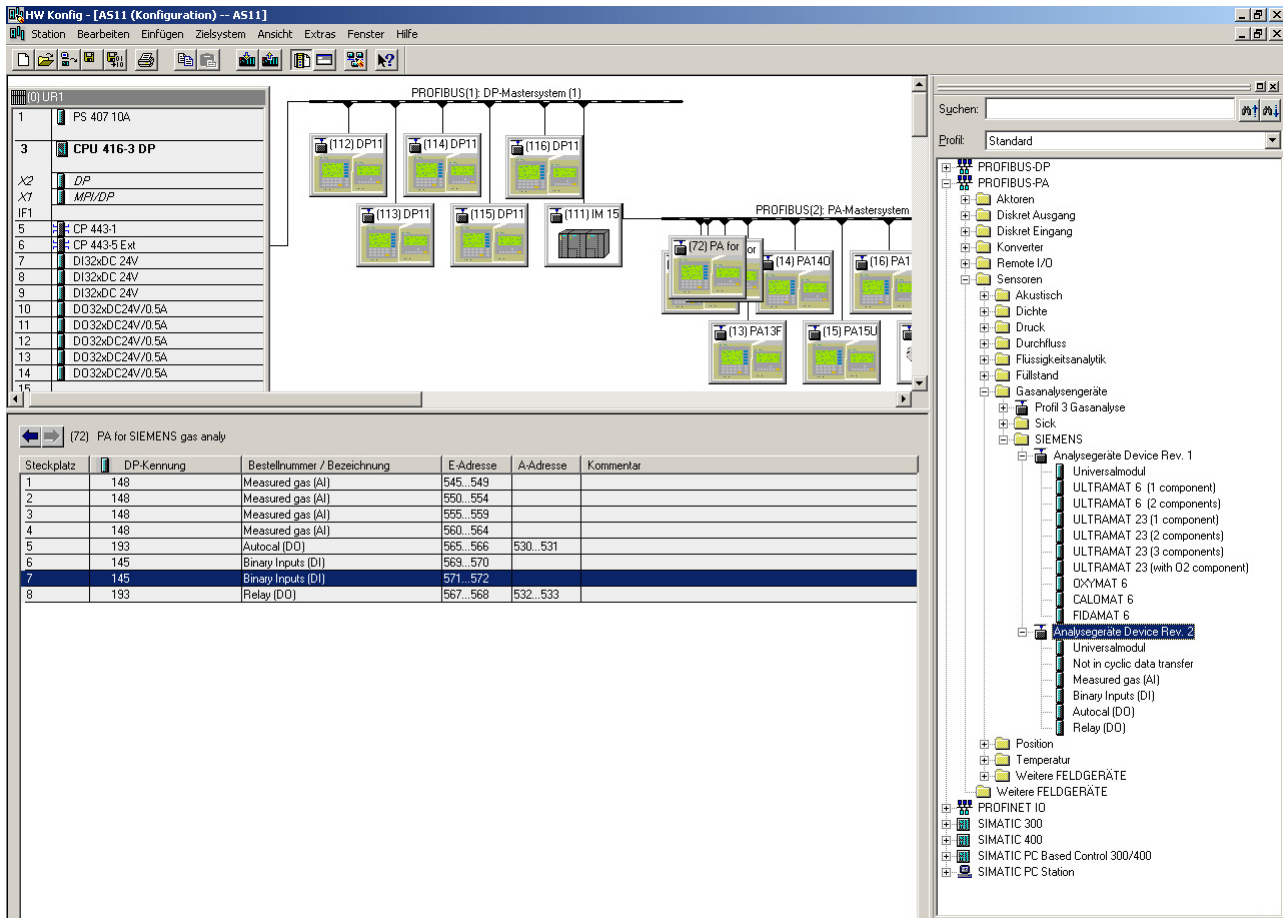 HW Konfig - [AS11 (Konfiguration) -- AS11]
Station Bearbeiten Einfügen Zielsystem Ansicht Extras Fenster Hilfe
(0) UR1
1 PS 407 10A
3 CPU 416-3 DP
X2 DP
X1 MPI/DP
IF1
5 CP 443-1
6 CP 443-5 Ext
7 DI32xDC 24V
8 DI32xDC 24V
9 DI32xDC 24V
10 DO32xDC24V/0.5A
11 DO32xDC24V/0.5A
12 DO32xDC24V/0.5A
13 DO32xDC24V/0.5A
14 DO32xDC24V/0.5A
15
PROFIBUS(1): DP-Mastersystem (1)
(112) DP11
(114) DP11
(116) DP11
(113) DP11
(115) DP11
(111) IM 15
PROFIBUS(2): PA-Mastersystem
(72) PA for
or
(14) PA14O
(16) PA1
(13) PA13F
(15) PA15U
(72) PA for SIEMENS gas analy
Steckplatz DP-Kennung Bestellnummer / Bezeichnung E-Adresse A-Adresse Kommentar
1 148 Measured gas (AI) 545...549
2 148 Measured gas (AI) 550...554
3 148 Measured gas (AI) 555...559
4 148 Measured gas (AI) 560...564
5 193 Autocal (DO) 565...566 530...531
6 145 Binary Inputs (DI) 569...570
7 145 Binary Inputs (DI) 571...572
8 193 Relay (DO) 567...568 532...533
Suchen:
Profil: Standard
PROFIBUS-DP
PROFIBUS-PA
Aktoren
Diskret Ausgang
Diskret Eingang
Konverter
Remote I/O
Sensoren
Akustisch
Dichte
Druck
Durchfluss
Flüssigkeitsanalytik
Füllstand
Gasanalysengeräte
Profil 3 Gasanalyse
Sick
SIEMENS
Analysegeräte Device Rev. 1
Universalmodul
ULTRAMAT 6 (1 component)
ULTRAMAT 6 (2 components)
ULTRAMAT 23 (1 component)
ULTRAMAT 23 (2 components)
ULTRAMAT 23 (3 components)
ULTRAMAT 23 (with O2 component)
OXYMAT 6
CALOMAT 6
FIDAMAT 6
Analysegeräte Device Rev. 2
Universalmodul
Not in cyclic data transfer
Measured gas (AI)
Binary Inputs (DI)
Autocal (DO)
Relay (DO)
Position
Temperatur
Weitere FELDGERÄTE
Weitere FELDGERÄTE
PROFINET IO
SIMATIC 300
SIMATIC 400
SIMATIC PC Based Control 300/400
SIMATIC PC Station